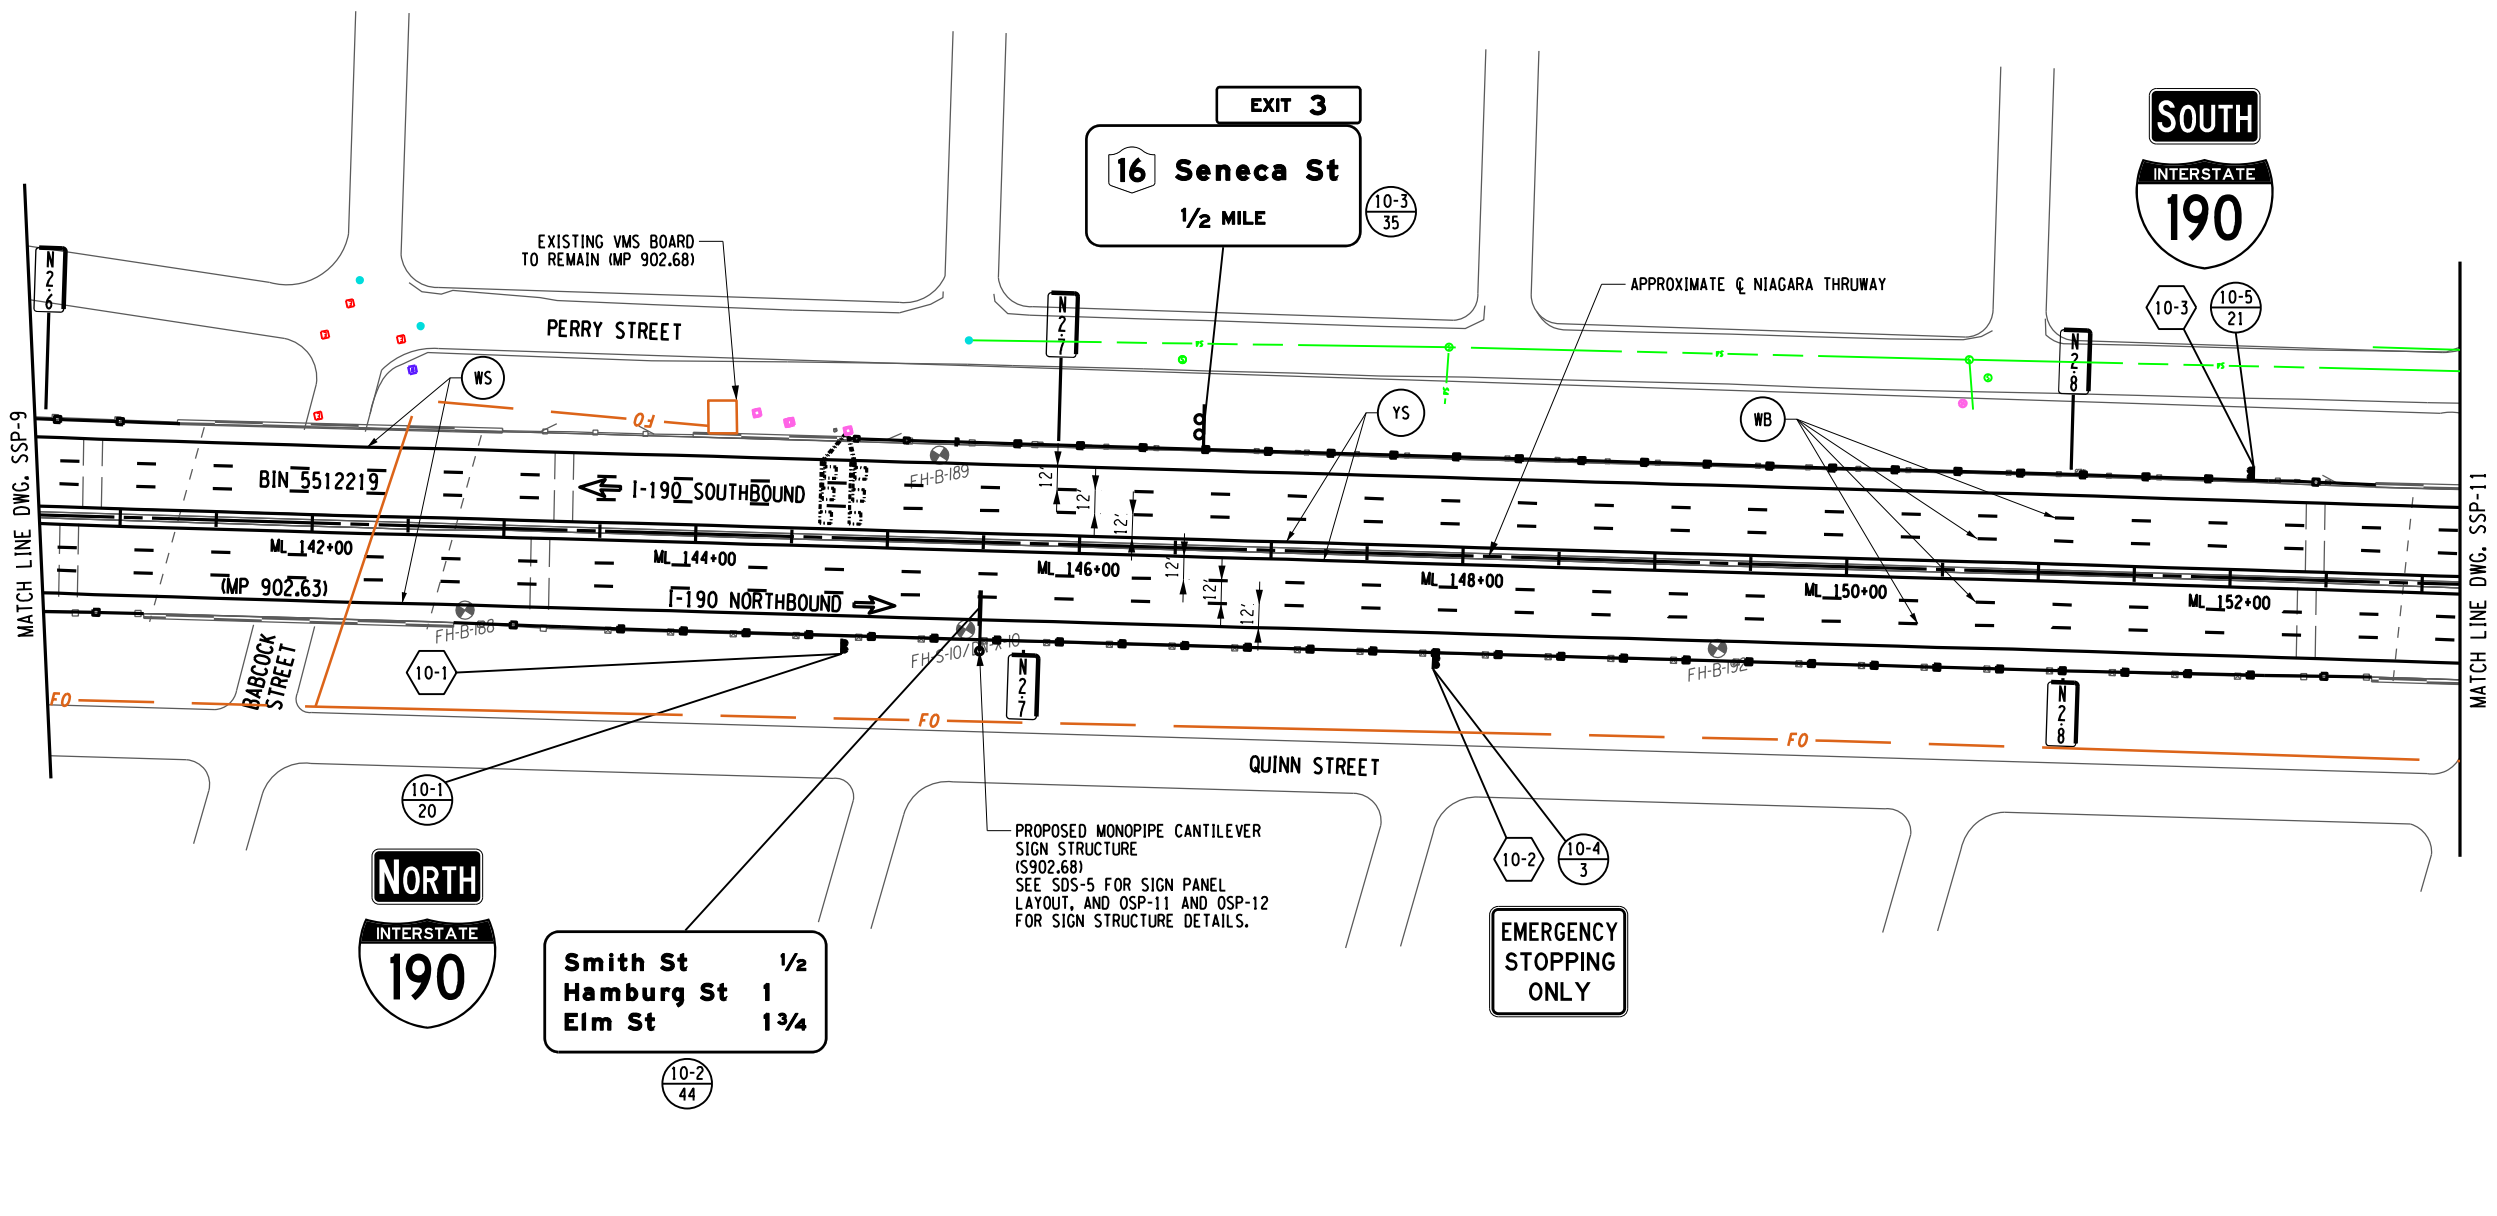 EXIT 3
16 Seneca St
1/2 MILE
10-3
35
SOUTH
INTERSTATE
190
10-3
10-5
21
EXISTING VMS BOARD
TO REMAIN (MP 902.68)
APPROXIMATE ℄ NIAGARA THRUWAY
N
2
.
6
N
2
.
7
N
2
.
8
PERRY STREET
WS
YS
WB
FO
MATCH LINE DWG. SSP-9
MATCH LINE DWG. SSP-11
BIN 5512219
I-190 SOUTHBOUND
FH-B-189
12'
12'
12'
ML 142+00
ML 144+00
ML 146+00
ML 148+00
ML 150+00
ML 152+00
(MP 902.63)
I-190 NORTHBOUND
12'
12'
12'
FH-B-188
FH-B-192
BABCOCK
STREET
10-1
N
2
.
7
N
2
.
8
FO
FO
FO
QUINN STREET
10-1
20
NORTH
INTERSTATE
190
PROPOSED MONOPIPE CANTILEVER
SIGN STRUCTURE
(S902.68)
SEE SDS-5 FOR SIGN PANEL
LAYOUT, AND OSP-11 AND OSP-12
FOR SIGN STRUCTURE DETAILS.
10-2
10-4
3
EMERGENCY
STOPPING
ONLY
Smith St 1/2
Hamburg St 1
Elm St 1 3/4
10-2
44